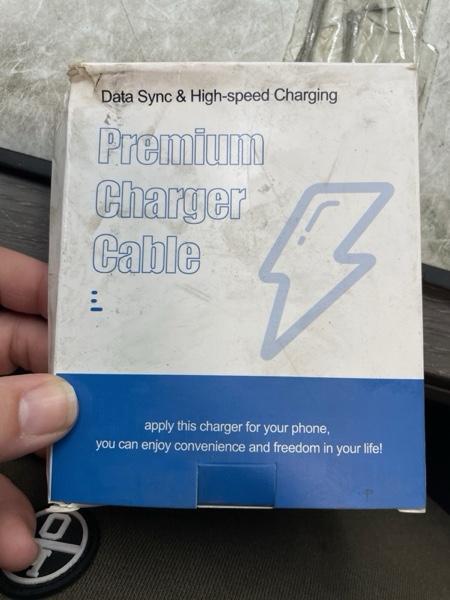 Data Sync & High-speed Charging
Premium
Charger
Cable
apply this charger for your phone,
you can enjoy convenience and freedom in your life!